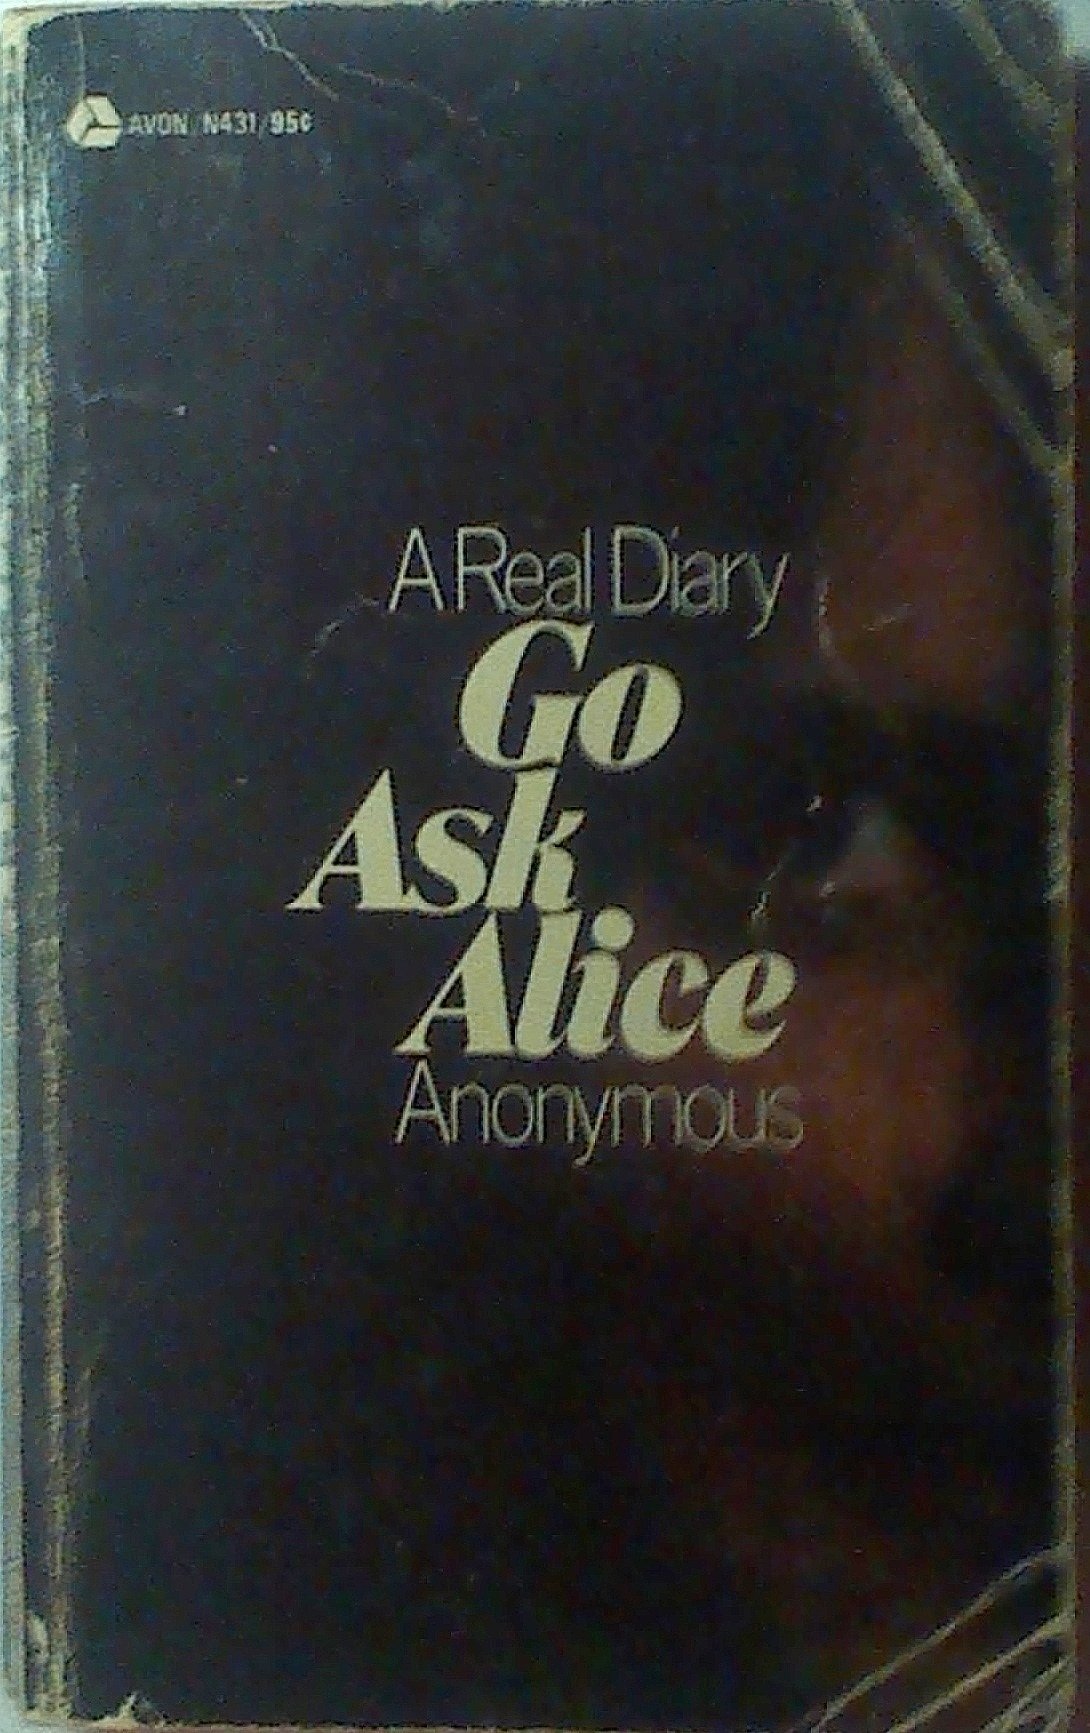 AVON / N431 / 95¢
A Real Diary
Go
Ask
Alice
Anonymous